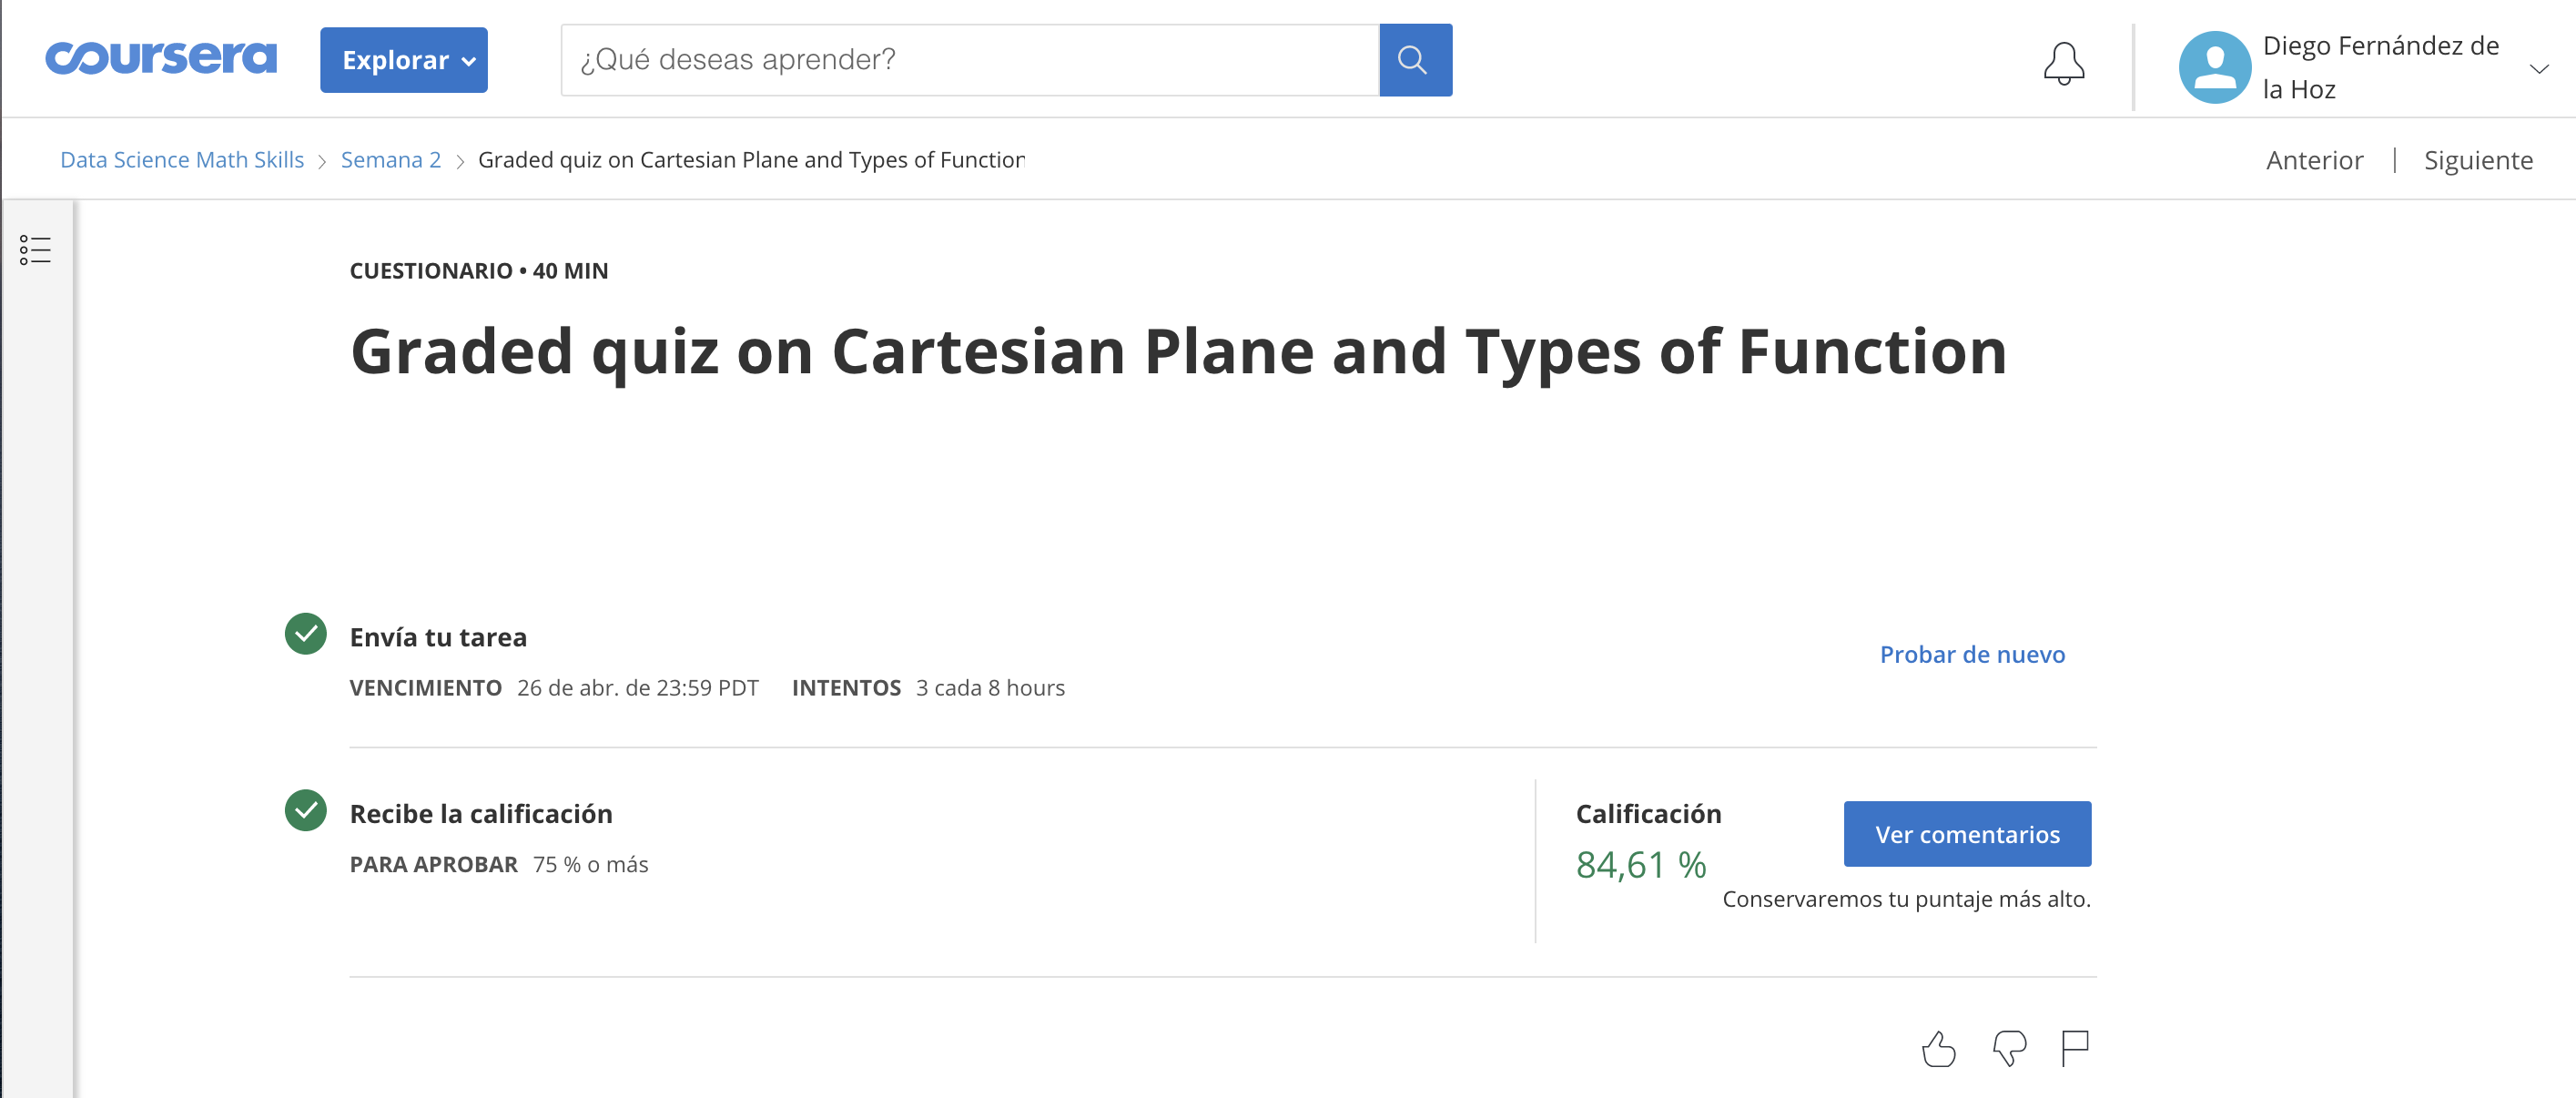 coursera
Explorar
¿Qué deseas aprender?
Diego Fernández de
la Hoz
Data Science Math Skills
Semana 2
Graded quiz on Cartesian Plane and Types of Function
Anterior | Siguiente
CUESTIONARIO • 40 MIN
Graded quiz on Cartesian Plane and Types of Function
Envía tu tarea
VENCIMIENTO 26 de abr. de 23:59 PDT INTENTOS 3 cada 8 hours
Probar de nuevo
Recibe la calificación
PARA APROBAR 75 % o más
Calificación
84,61 %
Ver comentarios
Conservaremos tu puntaje más alto.